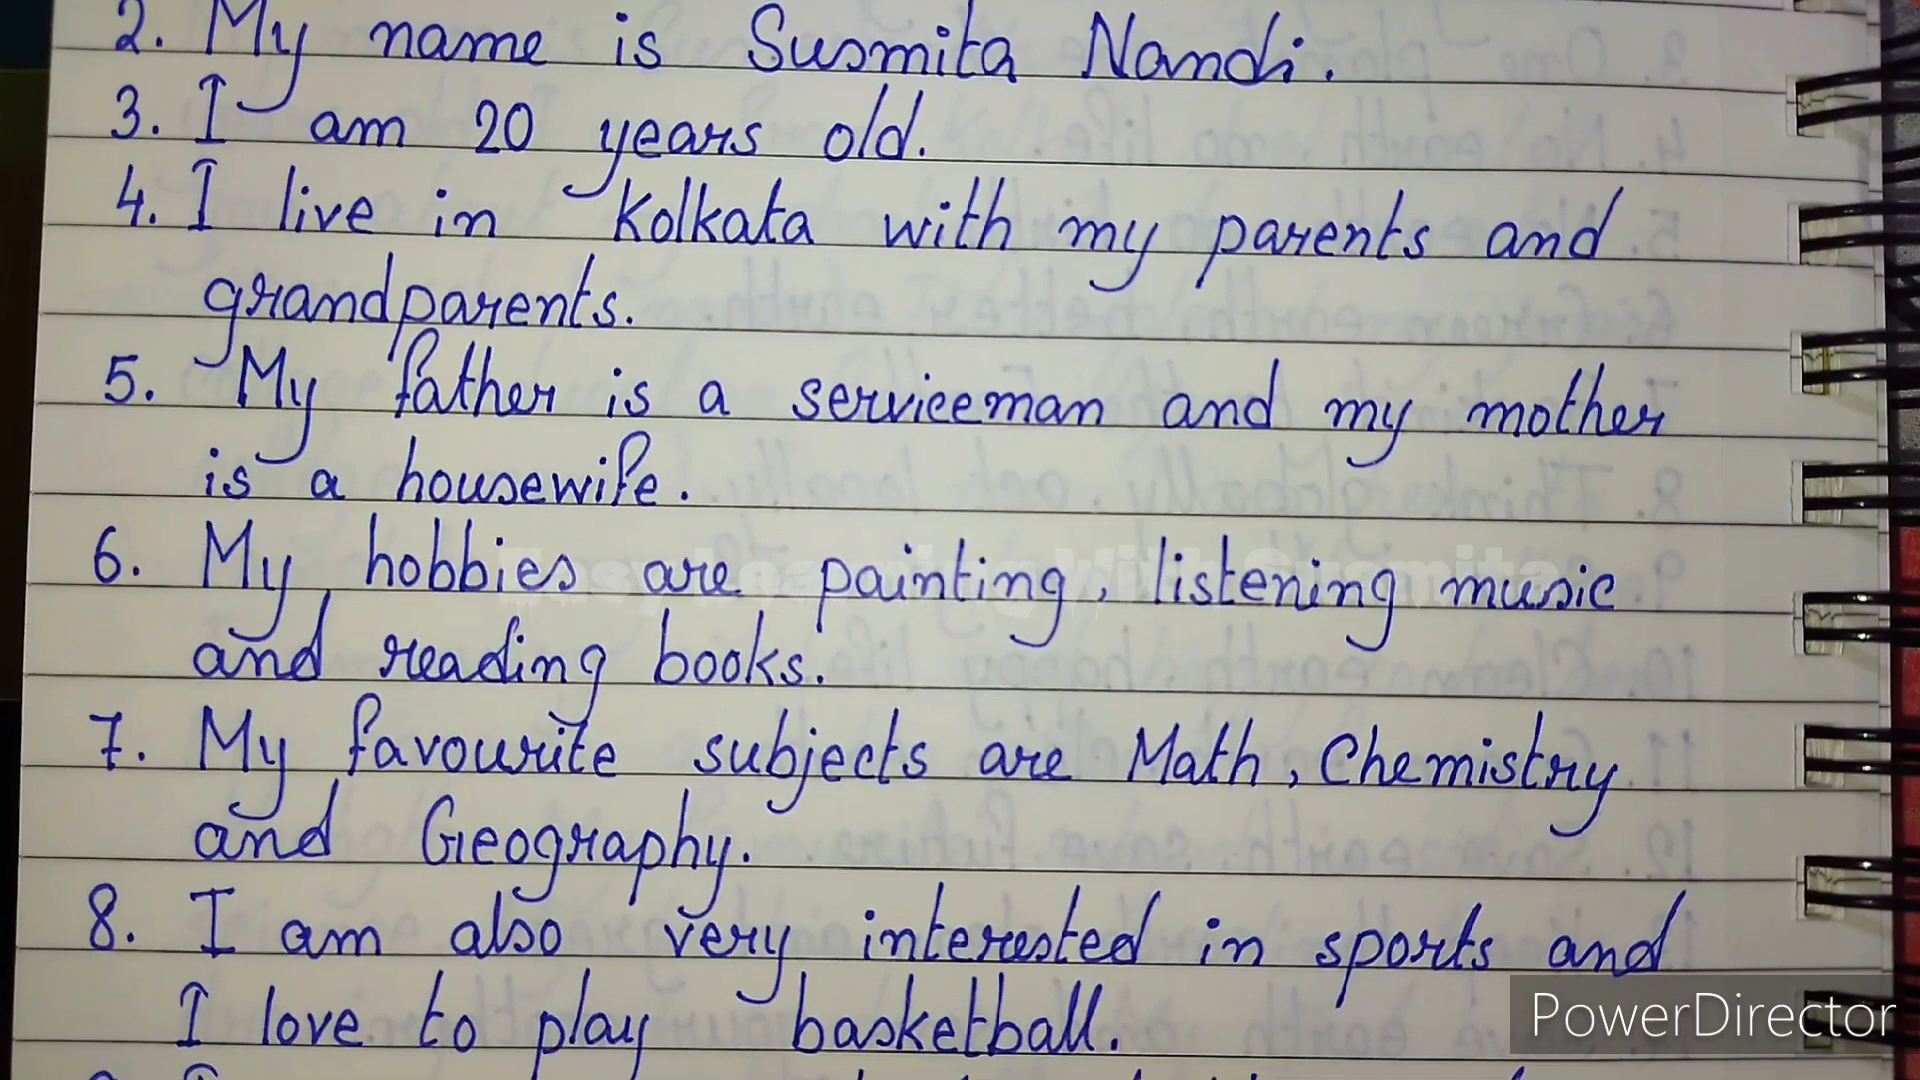 2. My name is Susmita Nandi.
3. I am 20 years old.
4. I live in Kolkata with my parents and
grandparents.
5. My father is a serviceman and my mother
is a housewife.
6. My hobbies are painting, listening music
and reading books.
7. My favourite subjects are Math, Chemistry
and Geography.
8. I am also very interested in sports and
I love to play basketball.
PowerDirector